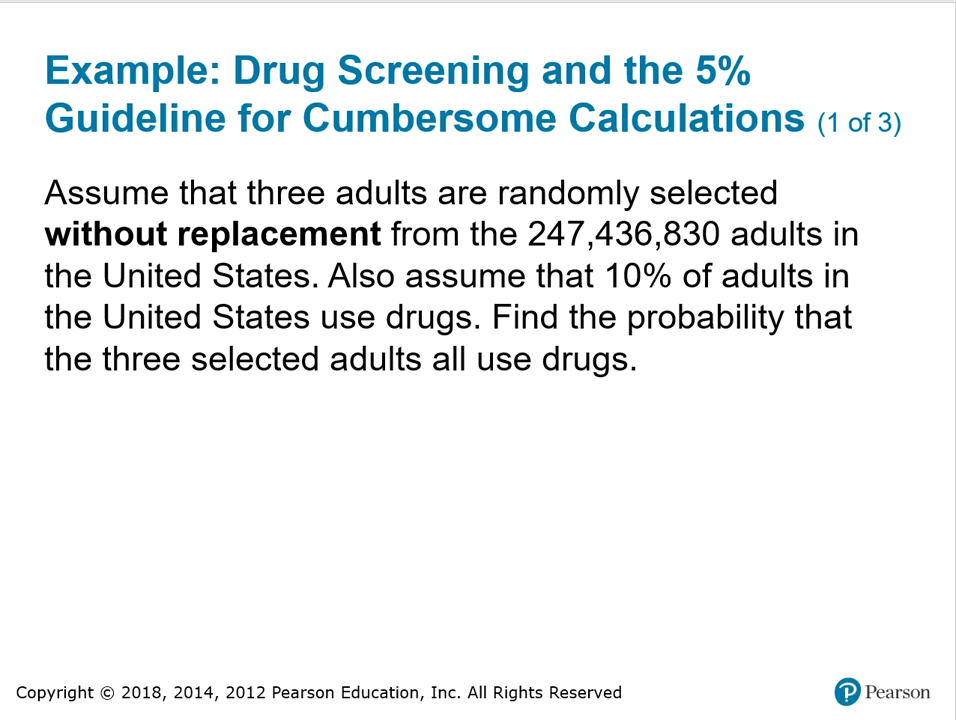 Example: Drug Screening and the 5%
Guideline for Cumbersome Calculations (1 of 3)
Assume that three adults are randomly selected
without replacement from the 247,436,830 adults in
the United States. Also assume that 10% of adults in
the United States use drugs. Find the probability that
the three selected adults all use drugs.
Copyright © 2018, 2014, 2012 Pearson Education, Inc. All Rights Reserved
P Pearson